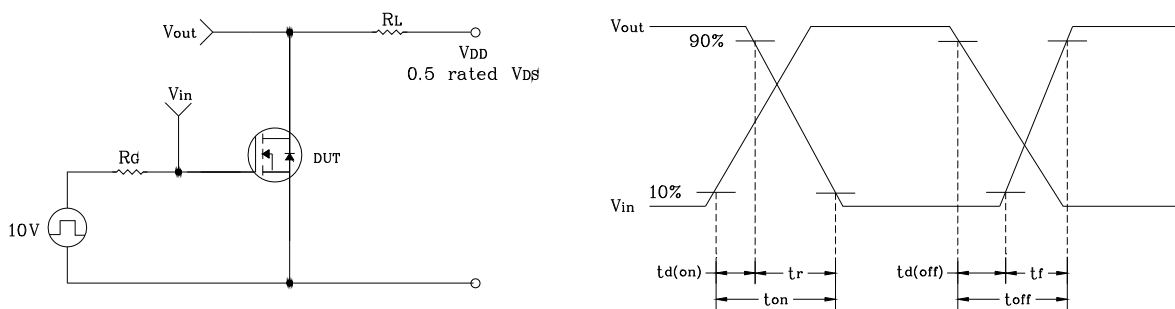 Vout
RL
VDD
0.5 rated VDS
Vin
RG
DUT
10V
Vout
90%
10%
Vin
td(on)
tr
td(off)
tf
ton
toff